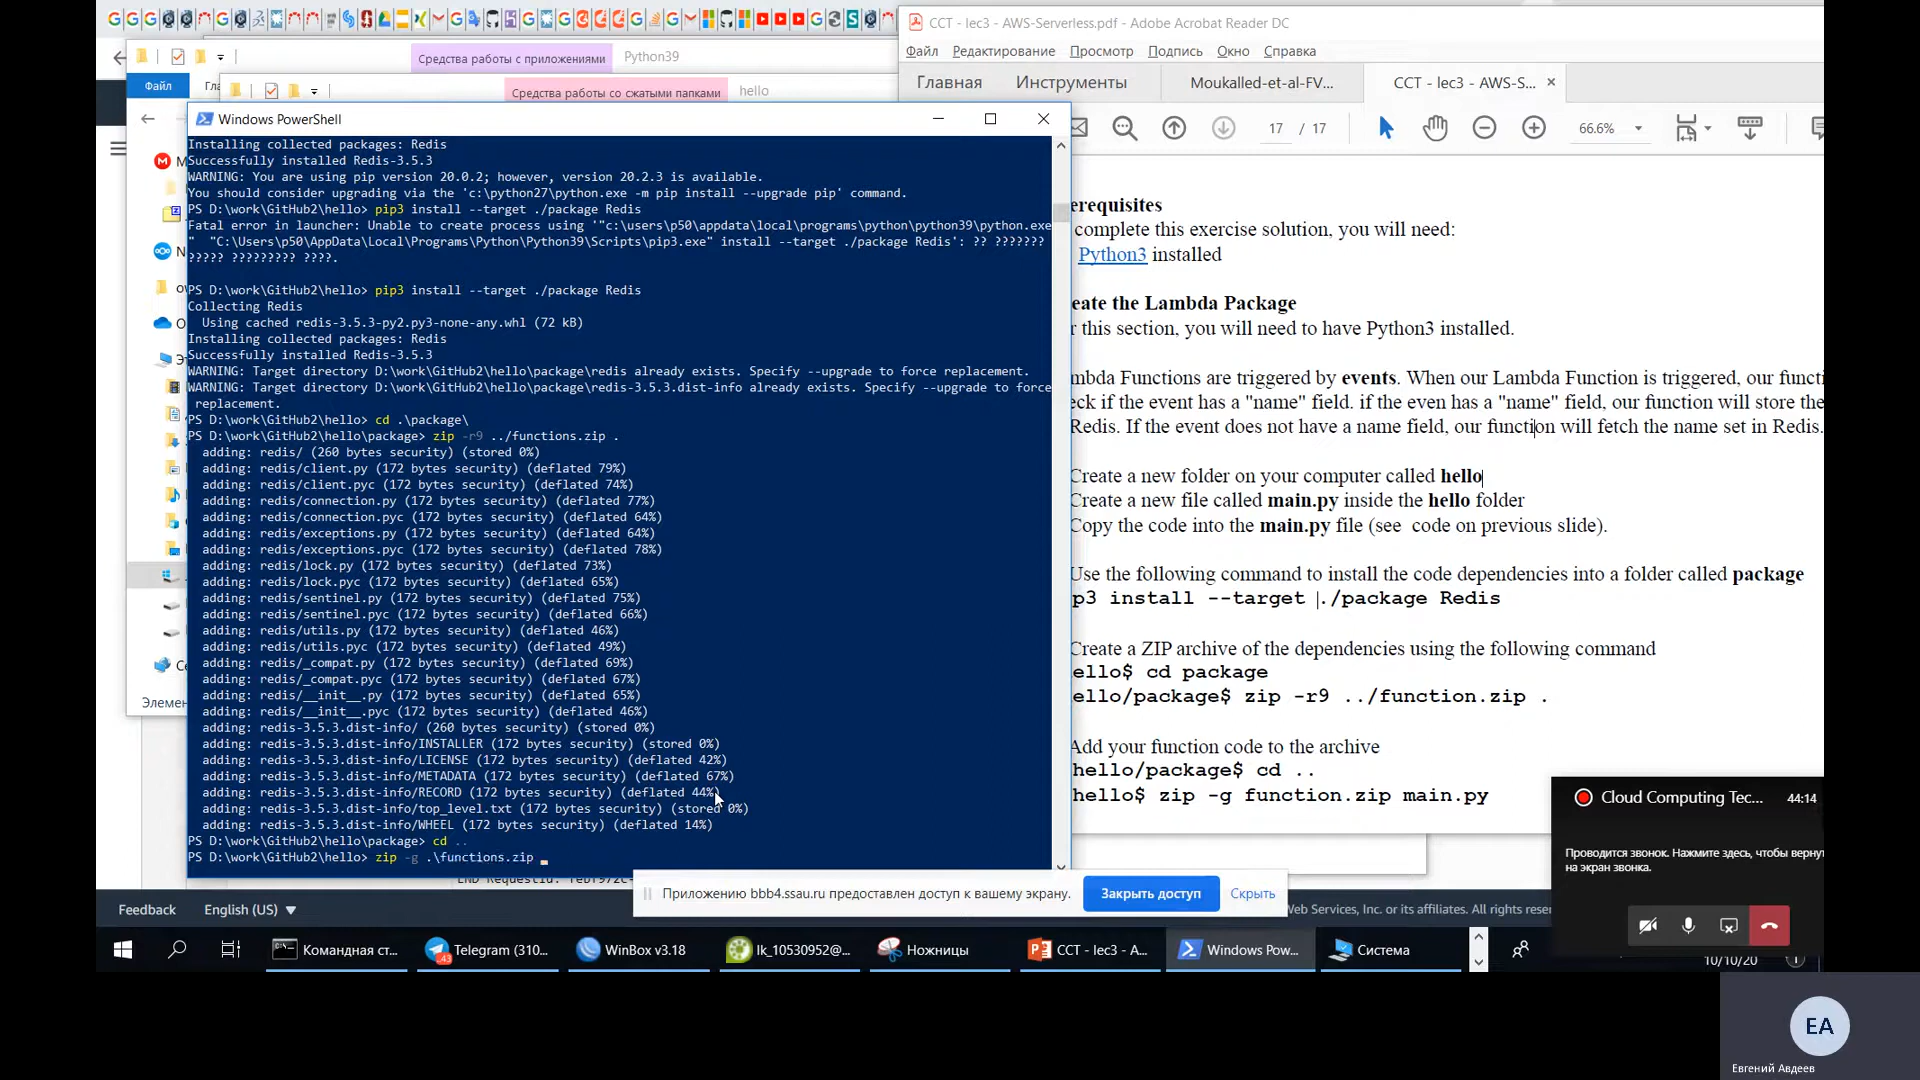 CCT - lec3 - AWS-Serverless.pdf - Adobe Acrobat Reader DC
Файл Редактирование Просмотр Подпись Окно Справка
Главная Инструменты Moukalled-et-al-FV... CCT - lec3 - AWS-S...
17 / 17 66.6%
Средства работы с приложениями Python39
Файл
Средства работы со сжатыми папками hello
Windows PowerShell
Installing collected packages: Redis
Successfully installed Redis-3.5.3
WARNING: You are using pip version 20.0.2; however, version 20.2.3 is available.
You should consider upgrading via the 'c:\python27\python.exe -m pip install --upgrade pip' command.
PS D:\work\GitHub2\hello> pip3 install --target ./package Redis
Fatal error in launcher: Unable to create process using '"c:\users\p50\appdata\local\programs\python\python39\python.exe
"  "C:\Users\p50\AppData\Local\Programs\Python\Python39\Scripts\pip3.exe" install --target ./package Redis': ?? ???????
????? ????????? ????.
PS D:\work\GitHub2\hello> pip3 install --target ./package Redis
Collecting Redis
Using cached redis-3.5.3-py2.py3-none-any.whl (72 kB)
Installing collected packages: Redis
Successfully installed Redis-3.5.3
WARNING: Target directory D:\work\GitHub2\hello\package\redis already exists. Specify --upgrade to force replacement.
WARNING: Target directory D:\work\GitHub2\hello\package\redis-3.5.3.dist-info already exists. Specify --upgrade to force
replacement.
PS D:\work\GitHub2\hello> cd .\package\
PS D:\work\GitHub2\hello\package> zip -r9 ../functions.zip .
adding: redis/ (260 bytes security) (stored 0%)
adding: redis/client.py (172 bytes security) (deflated 79%)
adding: redis/client.pyc (172 bytes security) (deflated 74%)
adding: redis/connection.py (172 bytes security) (deflated 77%)
adding: redis/connection.pyc (172 bytes security) (deflated 64%)
adding: redis/exceptions.py (172 bytes security) (deflated 64%)
adding: redis/exceptions.pyc (172 bytes security) (deflated 78%)
adding: redis/lock.py (172 bytes security) (deflated 73%)
adding: redis/lock.pyc (172 bytes security) (deflated 65%)
adding: redis/sentinel.py (172 bytes security) (deflated 75%)
adding: redis/sentinel.pyc (172 bytes security) (deflated 66%)
adding: redis/utils.py (172 bytes security) (deflated 46%)
adding: redis/utils.pyc (172 bytes security) (deflated 49%)
adding: redis/_compat.py (172 bytes security) (deflated 69%)
adding: redis/_compat.pyc (172 bytes security) (deflated 67%)
adding: redis/__init__.py (172 bytes security) (deflated 65%)
adding: redis/__init__.pyc (172 bytes security) (deflated 46%)
adding: redis-3.5.3.dist-info/ (260 bytes security) (stored 0%)
adding: redis-3.5.3.dist-info/INSTALLER (172 bytes security) (stored 0%)
adding: redis-3.5.3.dist-info/LICENSE (172 bytes security) (deflated 42%)
adding: redis-3.5.3.dist-info/METADATA (172 bytes security) (deflated 67%)
adding: redis-3.5.3.dist-info/RECORD (172 bytes security) (deflated 44%)
adding: redis-3.5.3.dist-info/top_level.txt (172 bytes security) (stored 0%)
adding: redis-3.5.3.dist-info/WHEEL (172 bytes security) (deflated 14%)
PS D:\work\GitHub2\hello\package> cd ..
PS D:\work\GitHub2\hello> zip -g .\functions.zip
erequisites
complete this exercise solution, you will need:
Python3 installed
eate the Lambda Package
r this section, you will need to have Python3 installed.
mbda Functions are triggered by events. When our Lambda Function is triggered, our functi
eck if the event has a "name" field. if the even has a "name" field, our function will store the
Redis. If the event does not have a name field, our function will fetch the name set in Redis.
Create a new folder on your computer called hello
Create a new file called main.py inside the hello folder
Copy the code into the main.py file (see code on previous slide).
Use the following command to install the code dependencies into a folder called package
p3 install --target ./package Redis
Create a ZIP archive of the dependencies using the following command
ello$ cd package
ello/package$ zip -r9 ../function.zip .
Add your function code to the archive
hello/package$ cd ..
hello$ zip -g function.zip main.py
Cloud Computing Tec... 44:14
Проводится звонок. Нажмите здесь, чтобы верну
на экран звонка.
Элемен
Приложению bbb4.ssau.ru предоставлен доступ к вашему экрану. Закрыть доступ Скрыть
Feedback English (US) Web Services, Inc. or its affiliates. All rights rese
Командная ст... Telegram (310... WinBox v3.18 lk_10530952@... Ножницы CCT - lec3 - A... Windows Pow... Система
10/10/20
EA
Евгений Авдеев